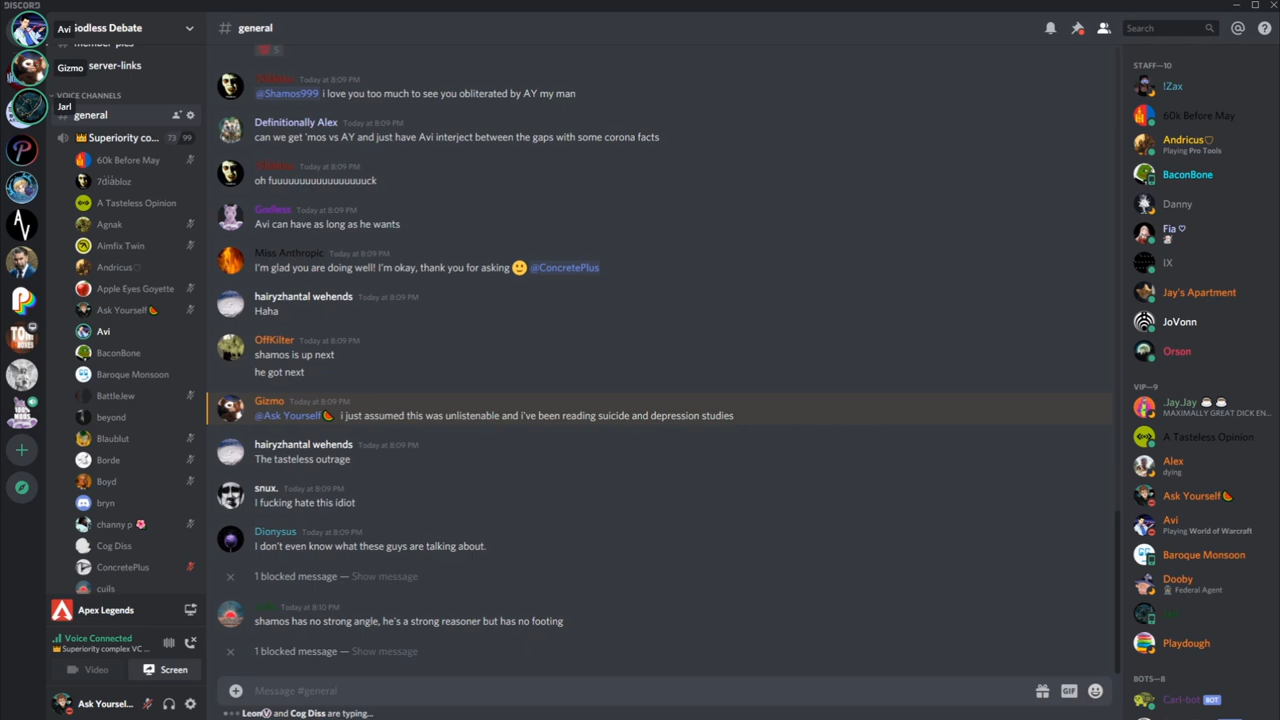 DISCORD
Avi
Gizmo
Jarl
Godless Debate
member-pics
server-links
VOICE CHANNELS
general
Superiority co...
73 99
60k Before May
7diabloz
A Tasteless Opinion
Agnak
Aimfix Twin
Andricus♡
Apple Eyes Goyette
Ask Yourself🍉
Avi
BaconBone
Baroque Monsoon
BattleJew
beyond
Blaublut
Borde
Boyd
bryn
channy p 🌸
Cog Diss
ConcretePlus
cuils
Apex Legends
Voice Connected
Superiority complex VC ...
Video
Screen
Ask Yoursel...
# general
Search
5
Today at 8:09 PM
@Shamos999 i love you too much to see you obliterated by AY my man
Definitionally Alex Today at 8:09 PM
can we get 'mos vs AY and just have Avi interject between the gaps with some corona facts
Today at 8:09 PM
oh fuuuuuuuuuuuuuuuuck
Godless Today at 8:09 PM
Avi can have as long as he wants
Miss Anthropic Today at 8:09 PM
I'm glad you are doing well! I'm okay, thank you for asking 🙂 @ConcretePlus
hairyzhantal wehends Today at 8:09 PM
Haha
OffKilter Today at 8:09 PM
shamos is up next
he got next
Gizmo Today at 8:09 PM
@Ask Yourself🍉 i just assumed this was unlistenable and i've been reading suicide and depression studies
hairyzhantal wehends Today at 8:09 PM
The tasteless outrage
snux. Today at 8:09 PM
I fucking hate this idiot
Dionysus Today at 8:09 PM
I don't even know what these guys are talking about.
1 blocked message — Show message
Today at 8:10 PM
shamos has no strong angle, he's a strong reasoner but has no footing
1 blocked message — Show message
Message #general
GIF
LeonⓋ and Cog Diss are typing...
STAFF—10
!Zax
60k Before May
Andricus♡
Playing Pro Tools
BaconBone
Danny
Fia ♡
IX
Jay's Apartment
JoVonn
Orson
VIP—9
.Jay.Jay ☕ ☕
MAXIMALLY GREAT DICK EN...
A Tasteless Opinion
Alex
dying
Ask Yourself🍉
Avi
Playing World of Warcraft
Baroque Monsoon
Dooby
Federal Agent
Playdough
BOTS—8
Carl-bot BOT